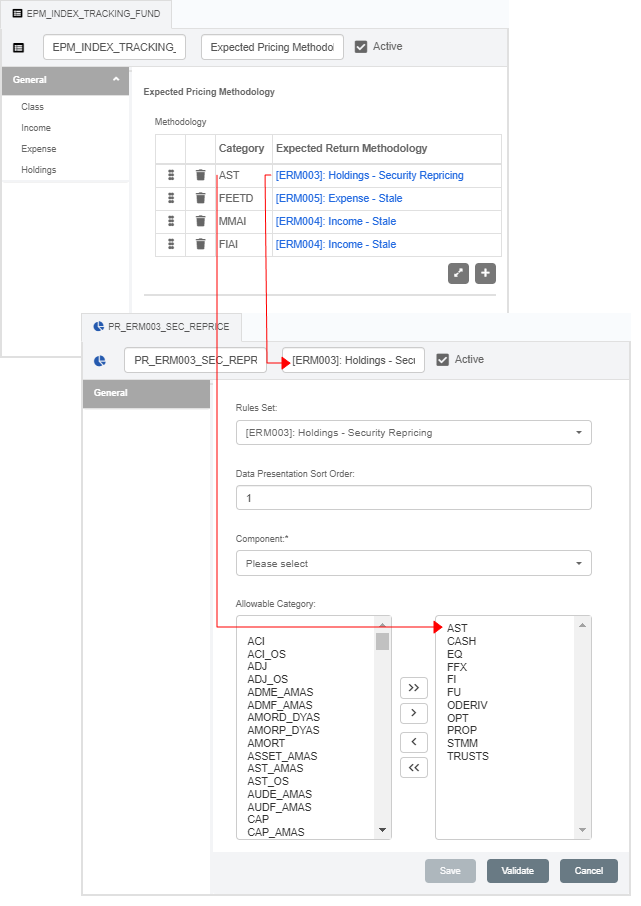 EPM_INDEX_TRACKING_FUND
EPM_INDEX_TRACKING_ Expected Pricing Methodol Active
General
Class
Income
Expense
Holdings
Expected Pricing Methodology
Methodology
Category Expected Return Methodology
AST [ERM003]: Holdings - Security Repricing
FEETD [ERM005]: Expense - Stale
MMAI [ERM004]: Income - Stale
FIAI [ERM004]: Income - Stale
PR_ERM003_SEC_REPRICE
PR_ERM003_SEC_REPR [ERM003]: Holdings - Secu Active
General
Rules Set:
[ERM003]: Holdings - Security Repricing
Data Presentation Sort Order:
1
Component:*
Please select
Allowable Category:
ACI
ACI_OS
ADJ
ADJ_OS
ADME_AMAS
ADMF_AMAS
AMORD_DYAS
AMORP_DYAS
AMORT
ASSET_AMAS
AST_AMAS
AST_OS
AUDE_AMAS
AUDF_AMAS
CAP
CAP_AMAS
>>
>
<
<<
AST
CASH
EQ
FFX
FI
FU
ODERIV
OPT
PROP
STMM
TRUSTS
Save Validate Cancel